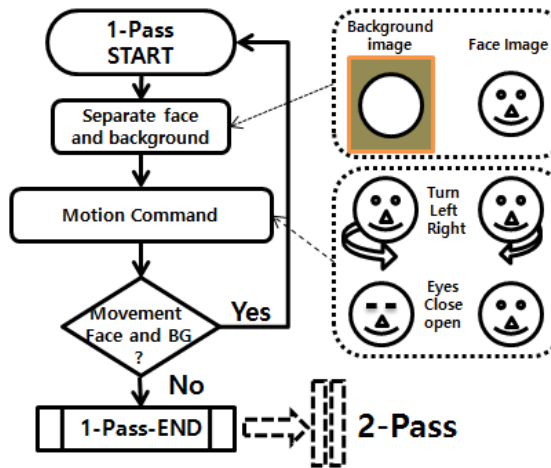 1-Pass
START
Separate face
and background
Motion Command
Movement
Face and BG
?
Yes
No
1-Pass-END
2-Pass
Background
image
Face Image
Turn
Left
Right
Eyes
Close
open